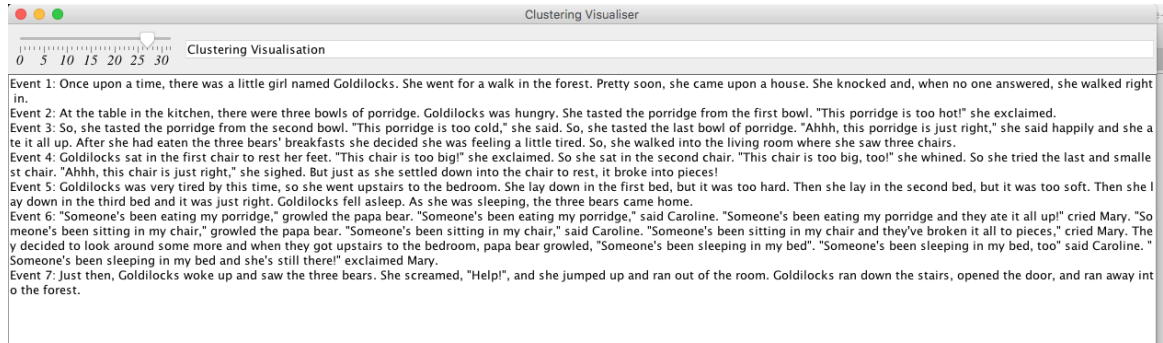 Clustering Visualiser
0 5 10 15 20 25 30
Clustering Visualisation
Event 1: Once upon a time, there was a little girl named Goldilocks. She went for a walk in the forest. Pretty soon, she came upon a house. She knocked and, when no one answered, she walked right
in.
Event 2: At the table in the kitchen, there were three bowls of porridge. Goldilocks was hungry. She tasted the porridge from the first bowl. "This porridge is too hot!" she exclaimed.
Event 3: So, she tasted the porridge from the second bowl. "This porridge is too cold," she said. So, she tasted the last bowl of porridge. "Ahhh, this porridge is just right," she said happily and she a
te it all up. After she had eaten the three bears' breakfasts she decided she was feeling a little tired. So, she walked into the living room where she saw three chairs.
Event 4: Goldilocks sat in the first chair to rest her feet. "This chair is too big!" she exclaimed. So she sat in the second chair. "This chair is too big, too!" she whined. So she tried the last and smalle
st chair. "Ahhh, this chair is just right," she sighed. But just as she settled down into the chair to rest, it broke into pieces!
Event 5: Goldilocks was very tired by this time, so she went upstairs to the bedroom. She lay down in the first bed, but it was too hard. Then she lay in the second bed, but it was too soft. Then she l
ay down in the third bed and it was just right. Goldilocks fell asleep. As she was sleeping, the three bears came home.
Event 6: "Someone's been eating my porridge," growled the papa bear. "Someone's been eating my porridge," said Caroline. "Someone's been eating my porridge and they ate it all up!" cried Mary. "So
meone's been sitting in my chair," growled the papa bear. "Someone's been sitting in my chair," said Caroline. "Someone's been sitting in my chair and they've broken it all to pieces," cried Mary. The
y decided to look around some more and when they got upstairs to the bedroom, papa bear growled, "Someone's been sleeping in my bed". "Someone's been sleeping in my bed, too" said Caroline. "
Someone's been sleeping in my bed and she's still there!" exclaimed Mary.
Event 7: Just then, Goldilocks woke up and saw the three bears. She screamed, "Help!", and she jumped up and ran out of the room. Goldilocks ran down the stairs, opened the door, and ran away int
o the forest.